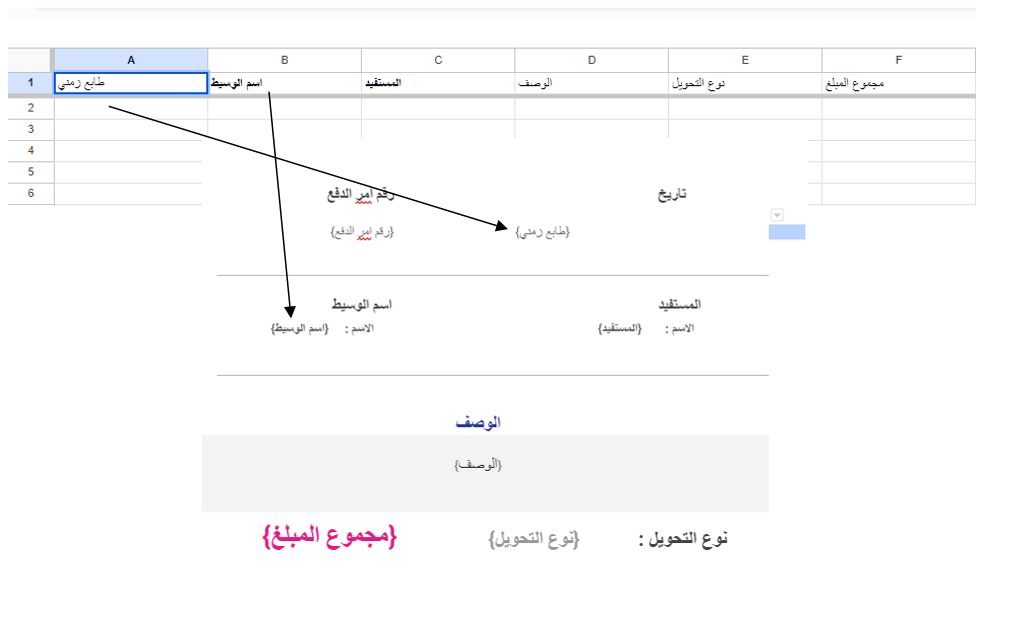 A B C D E F
1 طابع زمني اسم الوسيط المستفيد الوصف نوع التحويل مجموع المبلغ
2
3
4
5
6
تاريخ رقم امر الدفع
{طابع زمني} {رقم امر الدفع}
المستفيد اسم الوسيط
الاسم : {المستفيد} الاسم : {اسم الوسيط}
الوصف
{الوصف}
نوع التحويل : {نوع التحويل} {مجموع المبلغ}